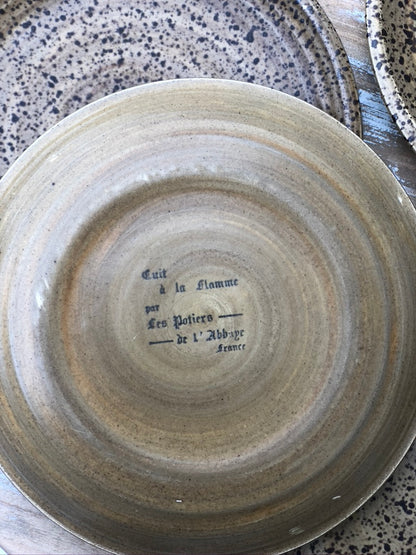 Cuit
à la Flamme
par
Les Potiers
de l'Abbaye
France